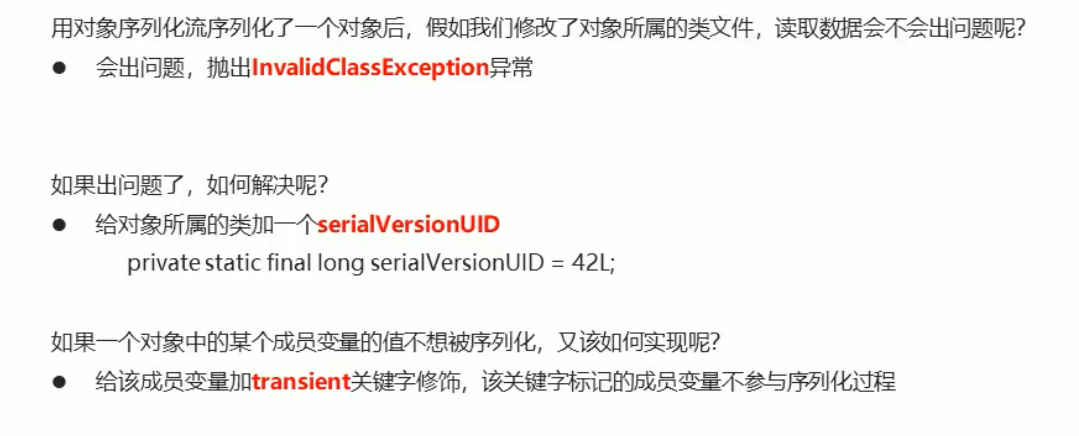 用对象序列化流序列化了一个对象后，假如我们修改了对象所属的类文件，读取数据会不会出问题呢？
● 会出问题，抛出InvalidClassException异常
如果出问题了，如何解决呢？
● 给对象所属的类加一个serialVersionUID
private static final long serialVersionUID = 42L;
如果一个对象中的某个成员变量的值不想被序列化，又该如何实现呢？
● 给该成员变量加transient关键字修饰，该关键字标记的成员变量不参与序列化过程